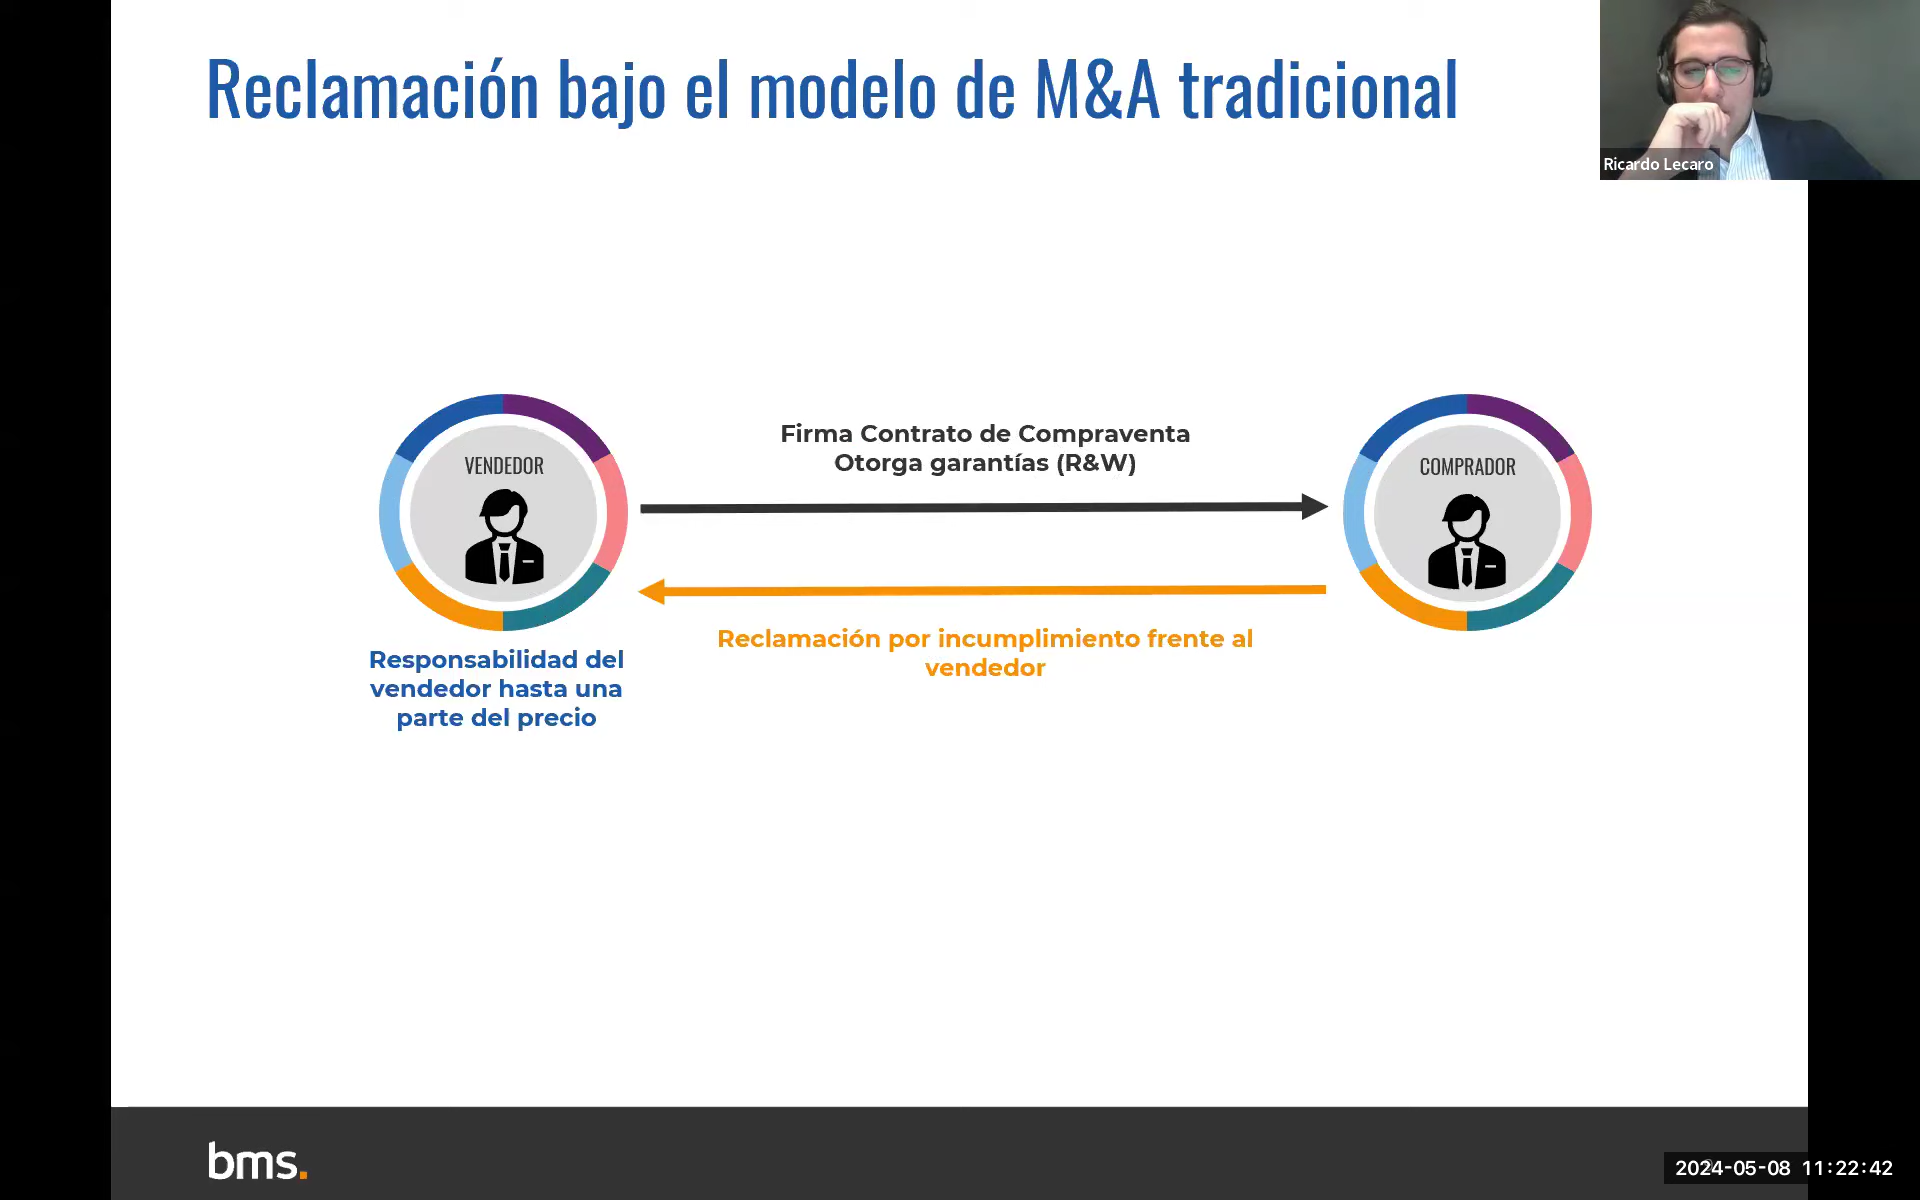 Reclamación bajo el modelo de M&A tradicional
Ricardo Lecaro
VENDEDOR
Firma Contrato de Compraventa
Otorga garantías (R&W)
COMPRADOR
Reclamación por incumplimiento frente al
vendedor
Responsabilidad del
vendedor hasta una
parte del precio
bms.
2024-05-08 11:22:42